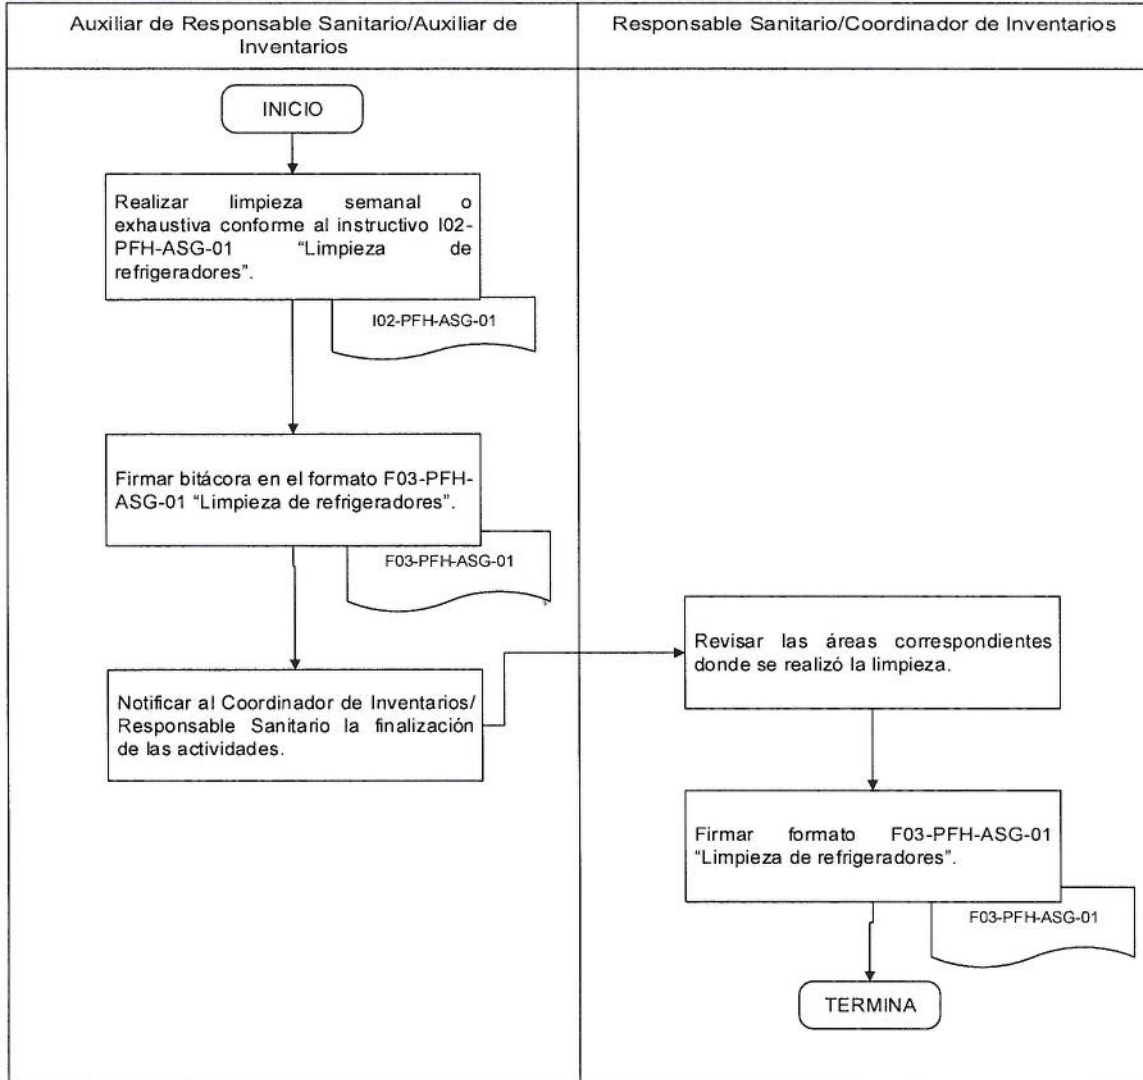 Auxiliar de Responsable Sanitario/Auxiliar de
Inventarios
Responsable Sanitario/Coordinador de Inventarios
INICIO
Realizar limpieza semanal o
exhaustiva conforme al instructivo I02-
PFH-ASG-01 “Limpieza de
refrigeradores”.
I02-PFH-ASG-01
Firmar bitácora en el formato F03-PFH-
ASG-01 “Limpieza de refrigeradores”.
F03-PFH-ASG-01
Notificar al Coordinador de Inventarios/
Responsable Sanitario la finalización
de las actividades.
Revisar las áreas correspondientes
donde se realizó la limpieza.
Firmar formato F03-PFH-ASG-01
“Limpieza de refrigeradores”.
F03-PFH-ASG-01
TERMINA